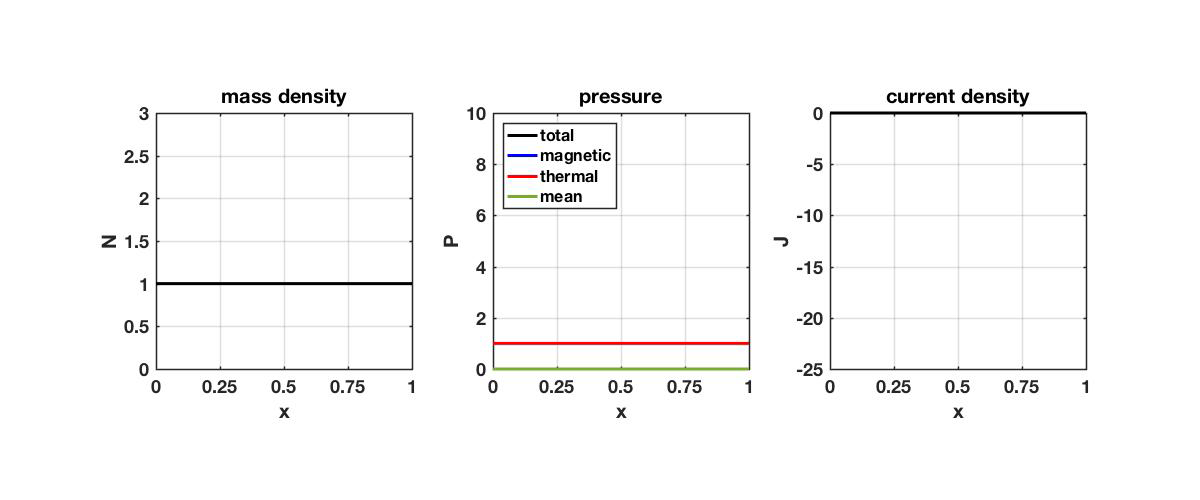 mass density
3
2.5
2
1.5
1
0.5
0
N
0 0.25 0.5 0.75 1
x
pressure
10
8
6
4
2
0
P
total
magnetic
thermal
mean
0 0.25 0.5 0.75 1
x
current density
0
-5
-10
-15
-20
-25
J
0 0.25 0.5 0.75 1
x